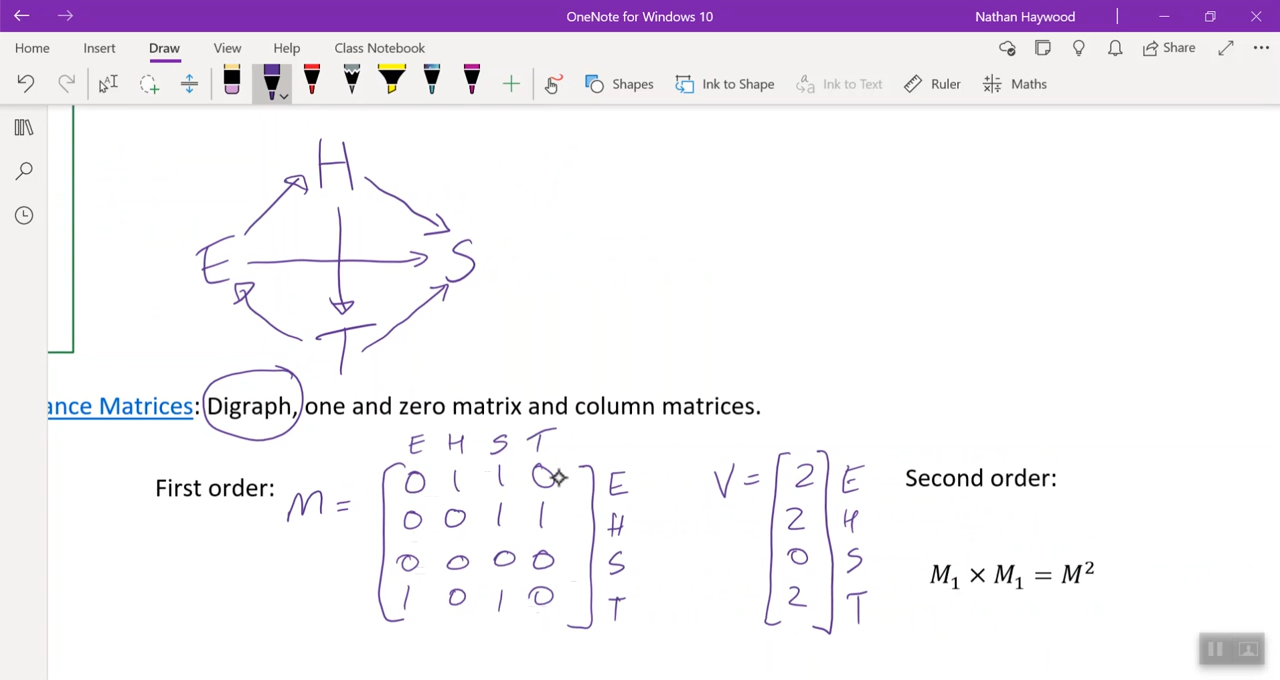 OneNote for Windows 10
Nathan Haywood
Home Insert Draw View Help Class Notebook
Share
Shapes Ink to Shape Ink to Text Ruler Maths
H
E S
T
ance Matrices: Digraph, one and zero matrix and column matrices.
E H S T
First order: M = 0 1 1 0 E V = 2 E Second order:
0 0 1 1 H 2 H
0 0 0 0 S 0 S M₁ × M₁ = M²
1 0 1 0 T 2 T